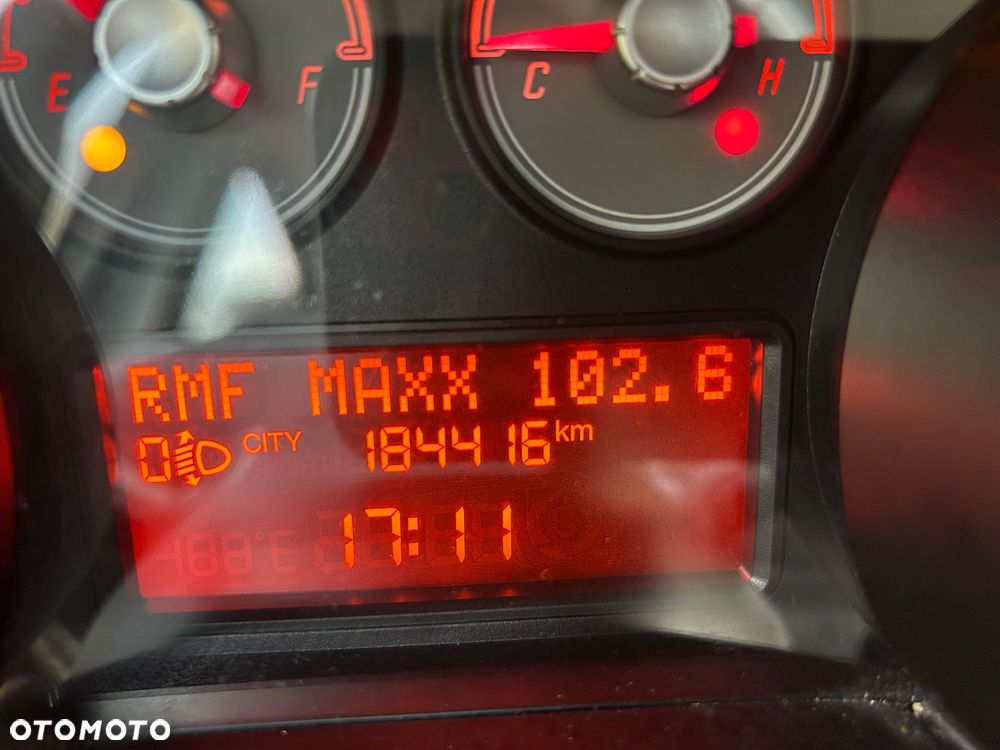 E F
C H
RMF MAXX 102.6
0 CITY 184416 km
17:11
OTOMOTO